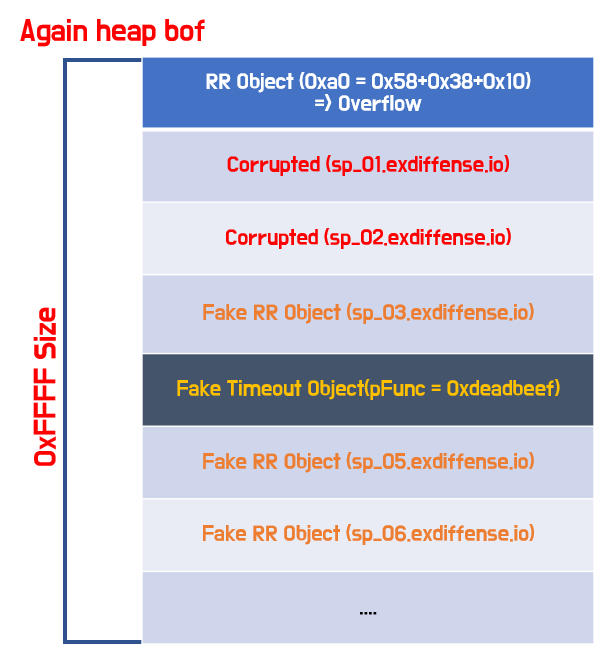 Again heap bof
RR Object (0xa0 = 0x58+0x38+0x10)
=> Overflow
Corrupted (sp_01.exdiffense.io)
Corrupted (sp_02.exdiffense.io)
Fake RR Object (sp_03.exdiffense.io)
0xFFFF Size
Fake Timeout Object(pFunc = 0xdeadbeef)
Fake RR Object (sp_05.exdiffense.io)
Fake RR Object (sp_06.exdiffense.io)
....